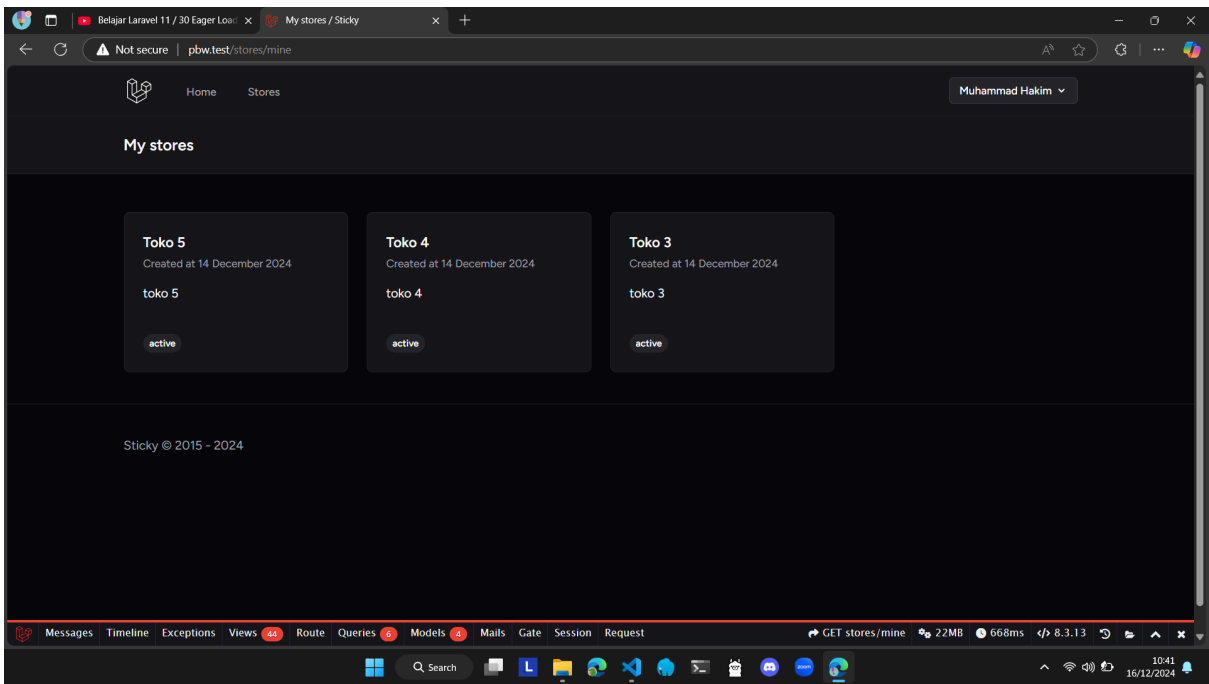 Belajar Laravel 11 / 30 Eager Load
My stores / Sticky
Not secure
pbw.test/stores/mine
Home
Stores
Muhammad Hakim
My stores
Toko 5
Created at 14 December 2024
toko 5
active
Toko 4
Created at 14 December 2024
toko 4
active
Toko 3
Created at 14 December 2024
toko 3
active
Sticky © 2015 - 2024
Messages Timeline Exceptions Views 44 Route Queries 6 Models 4 Mails Gate Session Request GET stores/mine 22MB 668ms 8.3.13
Search
L
zoom
10:41
16/12/2024